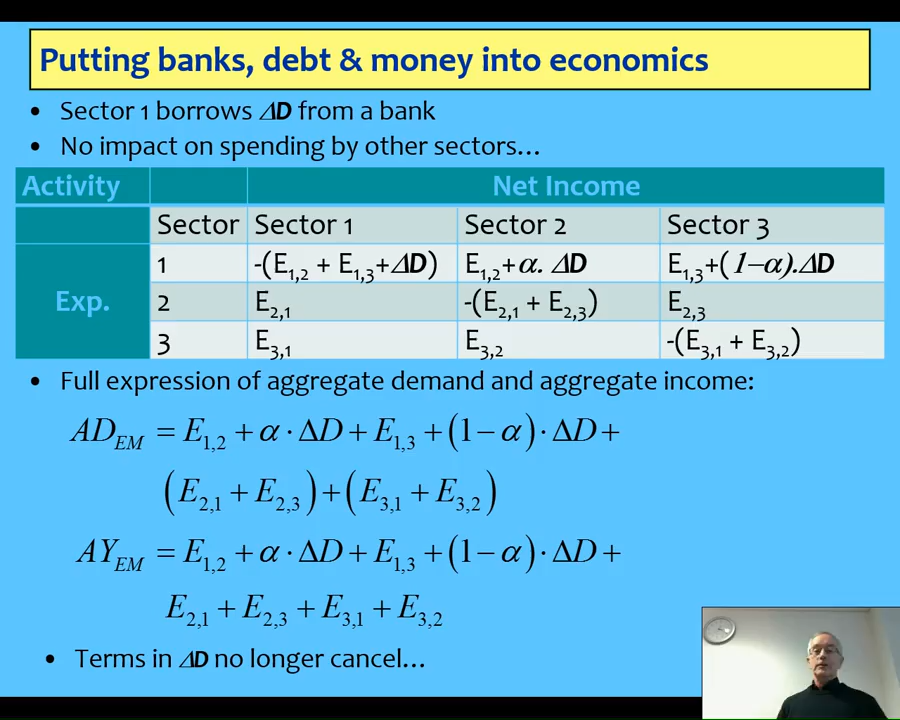 Putting banks, debt & money into economics
• Sector 1 borrows ΔD from a bank
• No impact on spending by other sectors…
Activity Net Income
Sector Sector 1 Sector 2 Sector 3
Exp. 1 -(E1,2 + E1,3+ΔD) E1,2+α. ΔD E1,3+(1–α).ΔD
2 E2,1 -(E2,1 + E2,3) E2,3
3 E3,1 E3,2 -(E3,1 + E3,2)
• Full expression of aggregate demand and aggregate income:
AD_EM = E1,2 + α · ΔD + E1,3 + (1 − α) · ΔD +
(E2,1 + E2,3) + (E3,1 + E3,2)
AY_EM = E1,2 + α · ΔD + E1,3 + (1 − α) · ΔD +
E2,1 + E2,3 + E3,1 + E3,2
• Terms in ΔD no longer cancel…